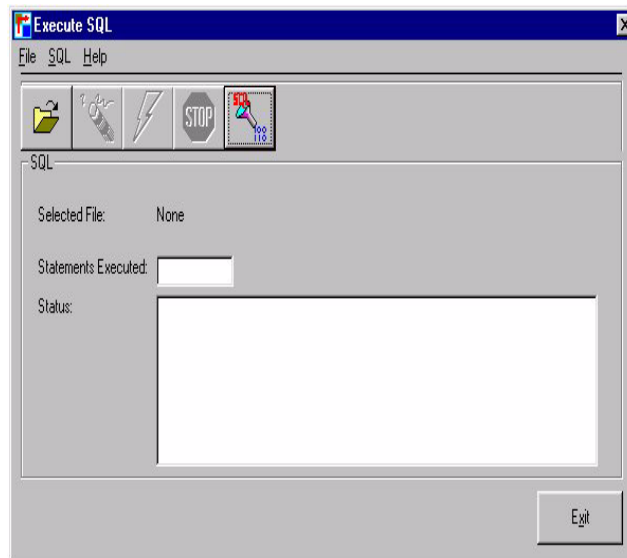 Execute SQL
File SQL Help
STOP SQL
SQL
Selected File: None
Statements Executed:
Status:
Exit